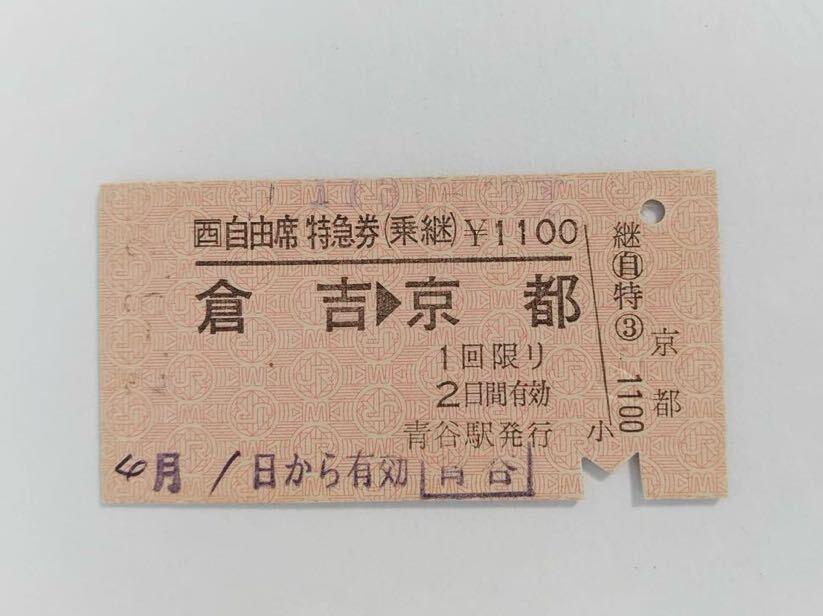 西自由席特急券(乗継)¥1100
倉吉▶京都
1回限り
2日間有効
青谷駅発行
小
4月1日から有効 青谷
継自特③
京都
1100